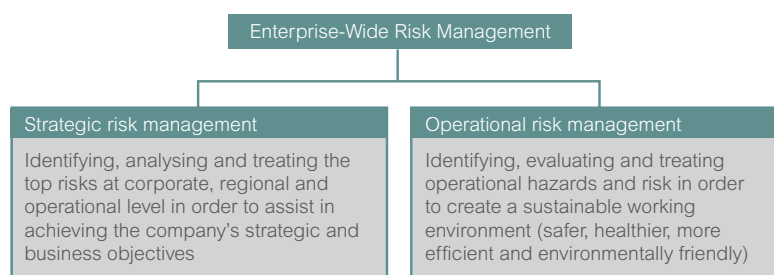 Enterprise-Wide Risk Management
Strategic risk management
Identifying, analysing and treating the
top risks at corporate, regional and
operational level in order to assist in
achieving the company's strategic and
business objectives
Operational risk management
Identifying, evaluating and treating
operational hazards and risk in order
to create a sustainable working
environment (safer, healthier, more
efficient and environmentally friendly)